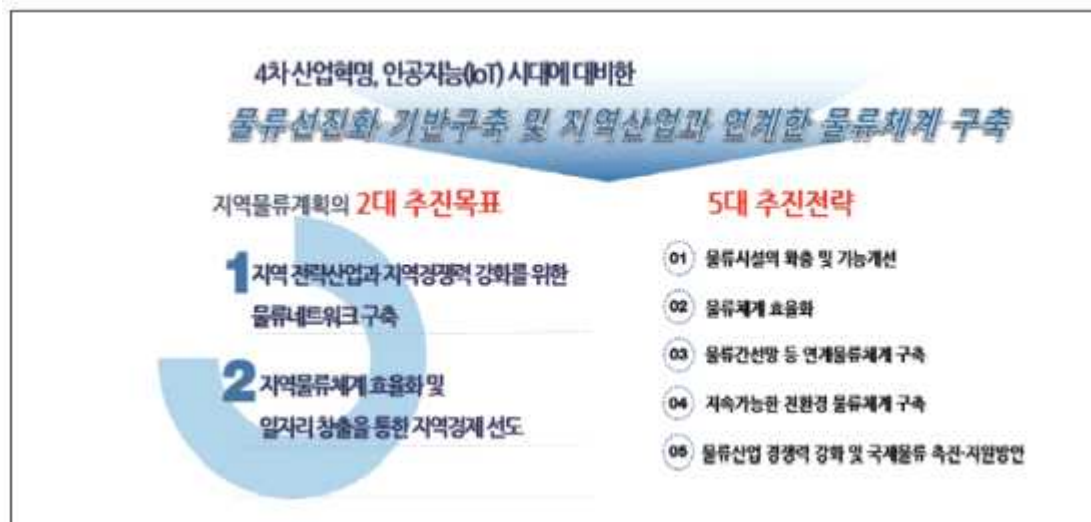 4차 산업혁명, 인공지능(IoT) 시대에 대비한
물류선진화 기반구축 및 지역산업과 연계한 물류체계 구축
지역물류계획의 2대 추진목표
1 지역 전략산업과 지역경쟁력 강화를 위한
물류네트워크 구축
2 지역물류체계 효율화 및
일자리 창출을 통한 지역경제 선도
5대 추진전략
01 물류시설의 확충 및 기능개선
02 물류체계 효율화
03 물류간선망 등 연계물류체계 구축
04 지속가능한 친환경 물류체계 구축
05 물류산업 경쟁력 강화 및 국제물류 촉진·지원방안